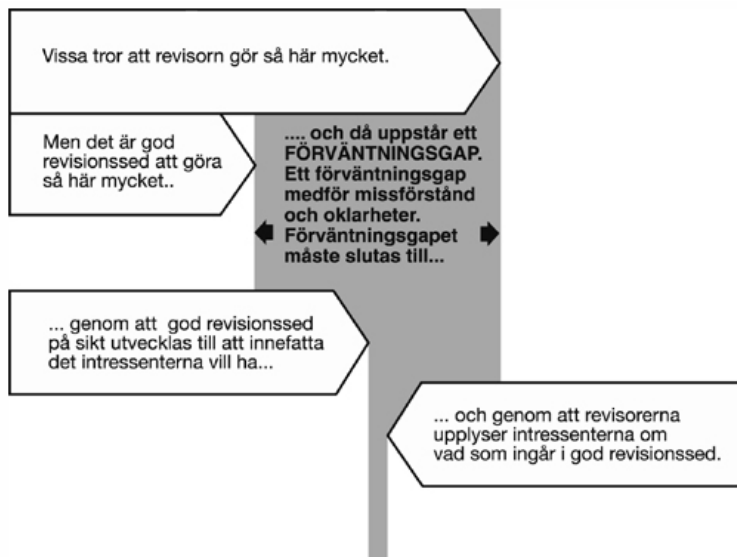 Vissa tror att revisorn gör så här mycket.
Men det är god
revisionssed att göra
så här mycket..
.... och då uppstår ett
FÖRVÄNTNINGSGAP.
Ett förväntningsgap
medför missförstånd
och oklarheter.
Förväntningsgapet
måste slutas till...
... genom att god revisionssed
på sikt utvecklas till att innefatta
det intressenterna vill ha...
... och genom att revisorerna
upplyser intressenterna om
vad som ingår i god revisionssed.